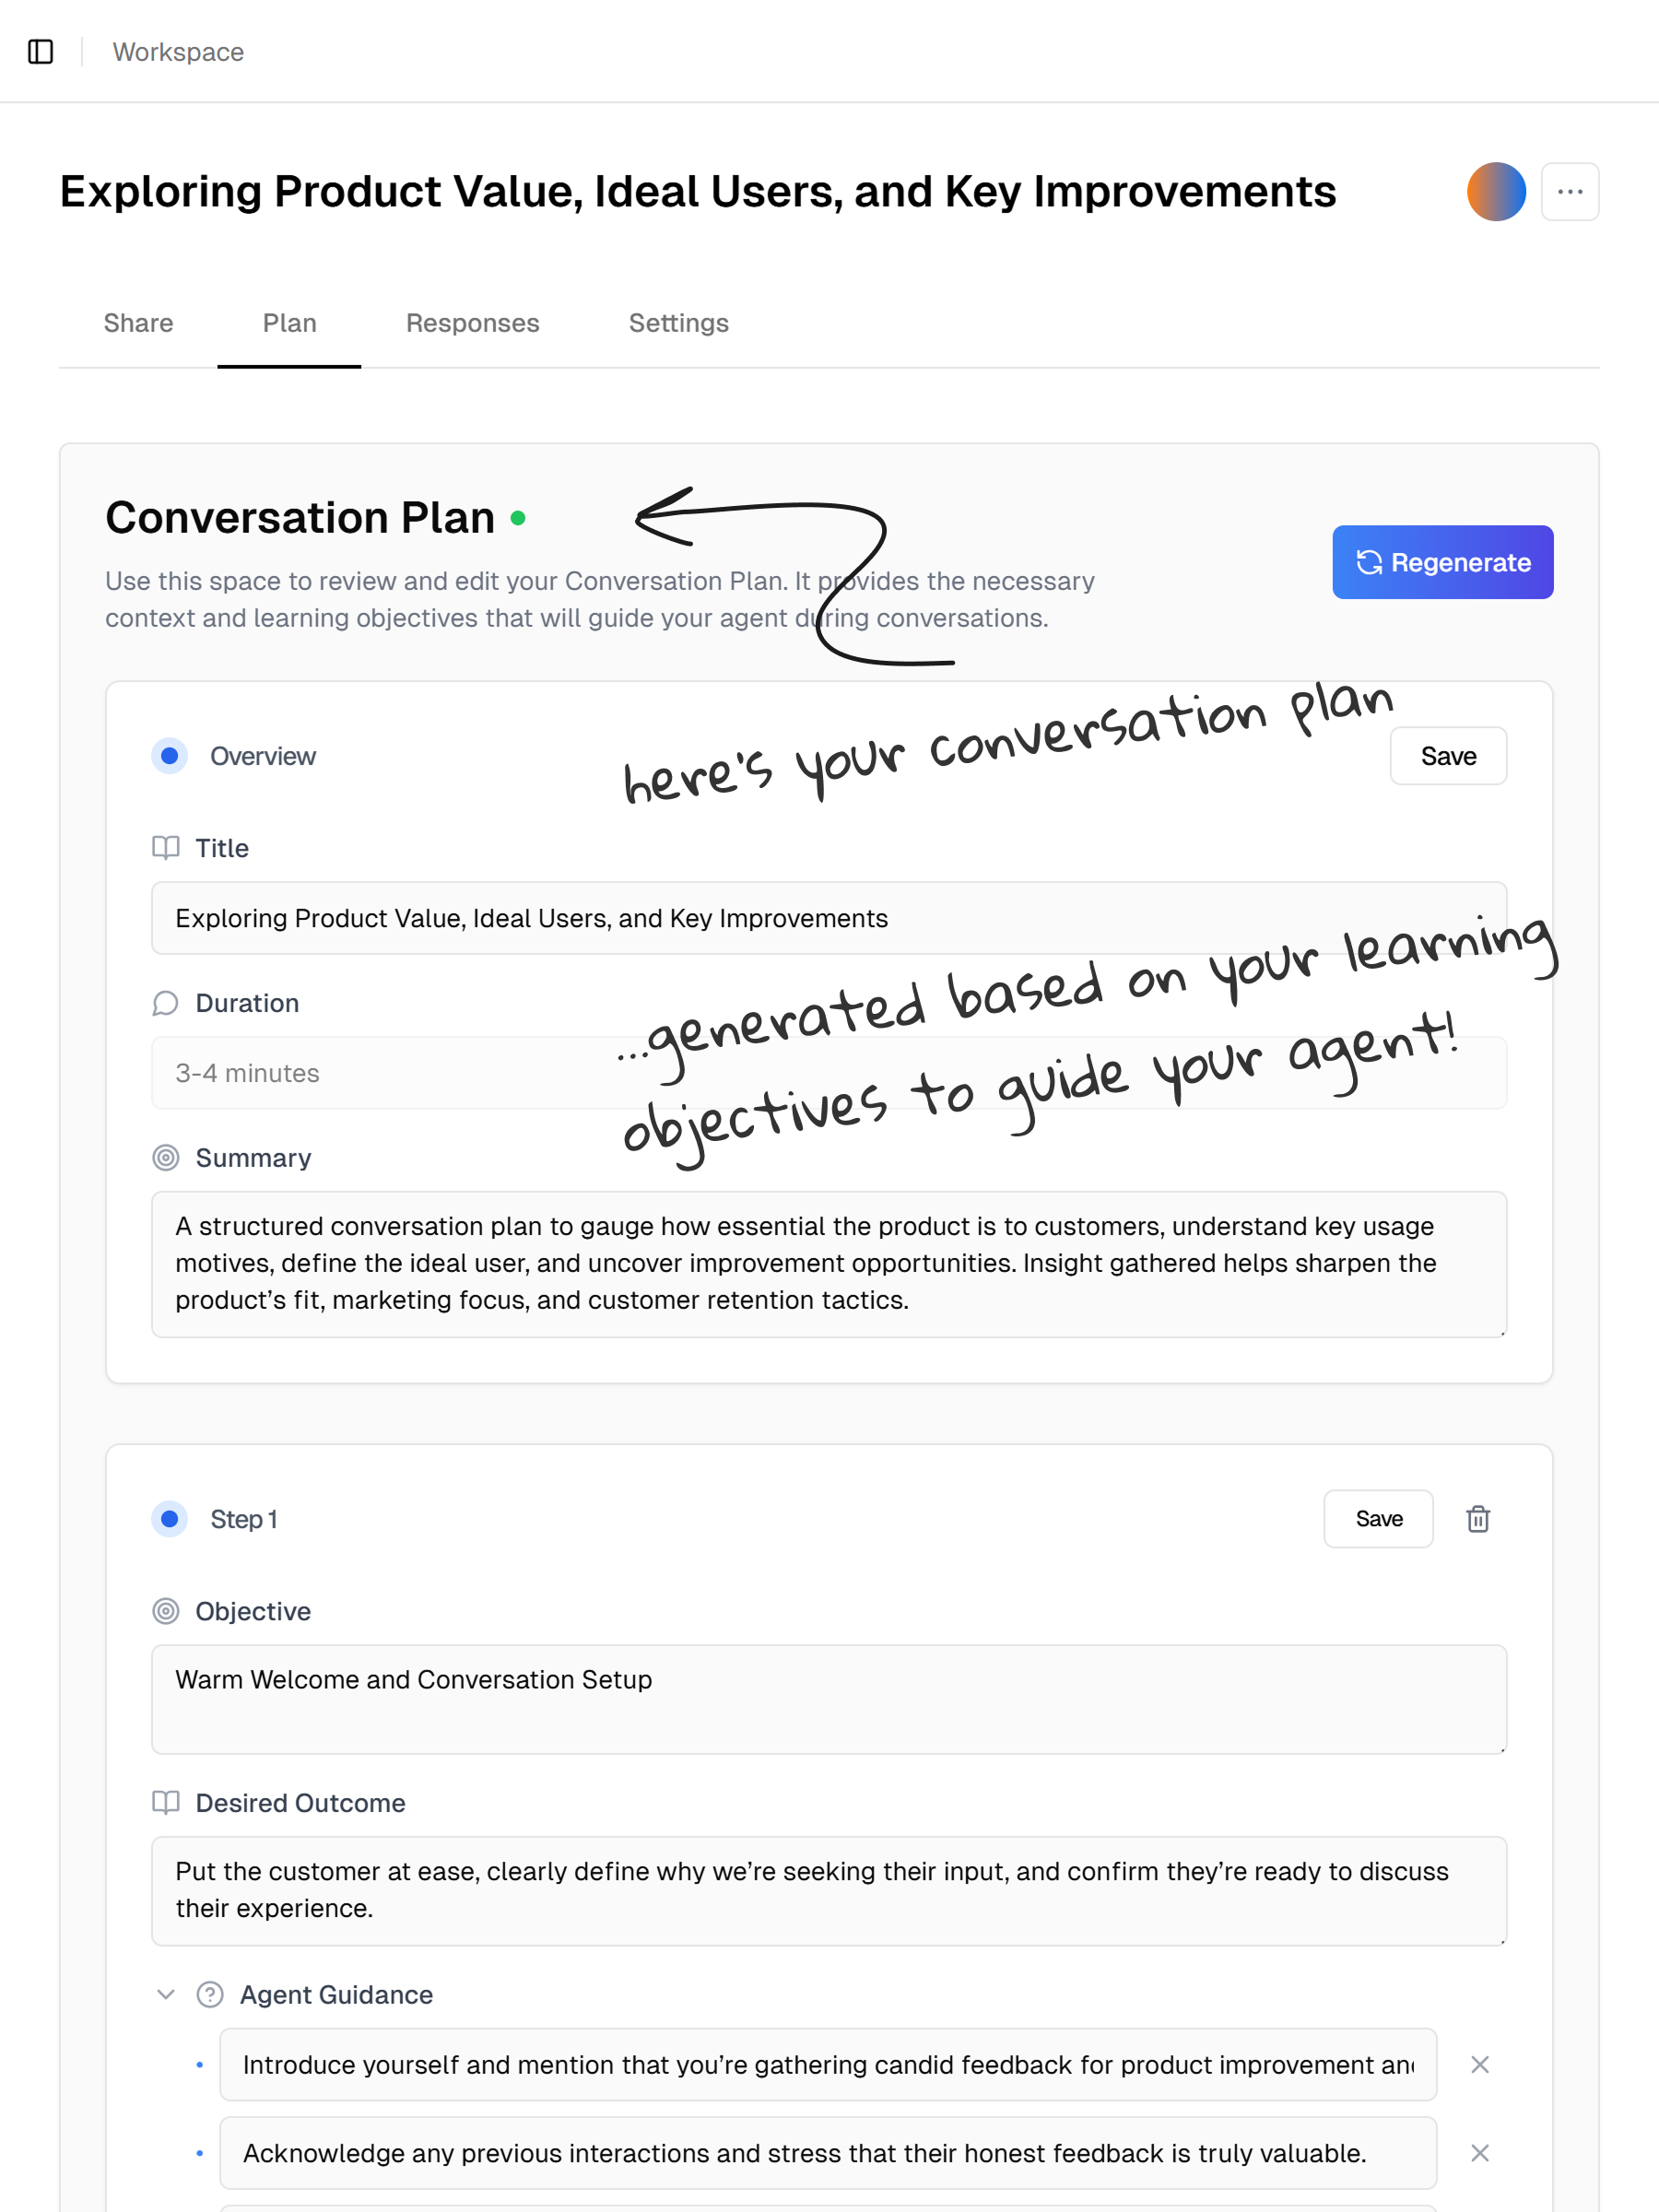 Workspace
Exploring Product Value, Ideal Users, and Key Improvements
Share Plan Responses Settings
Conversation Plan
Use this space to review and edit your Conversation Plan. It provides the necessary
context and learning objectives that will guide your agent during conversations.
Regenerate
here's your conversation plan
Overview
Save
Title
Exploring Product Value, Ideal Users, and Key Improvements
...generated based on your learning
objectives to guide your agent!
Duration
3-4 minutes
Summary
A structured conversation plan to gauge how essential the product is to customers, understand key usage
motives, define the ideal user, and uncover improvement opportunities. Insight gathered helps sharpen the
product’s fit, marketing focus, and customer retention tactics.
Step 1
Save
Objective
Warm Welcome and Conversation Setup
Desired Outcome
Put the customer at ease, clearly define why we’re seeking their input, and confirm they’re ready to discuss
their experience.
Agent Guidance
Introduce yourself and mention that you’re gathering candid feedback for product improvement
Acknowledge any previous interactions and stress that their honest feedback is truly valuable.